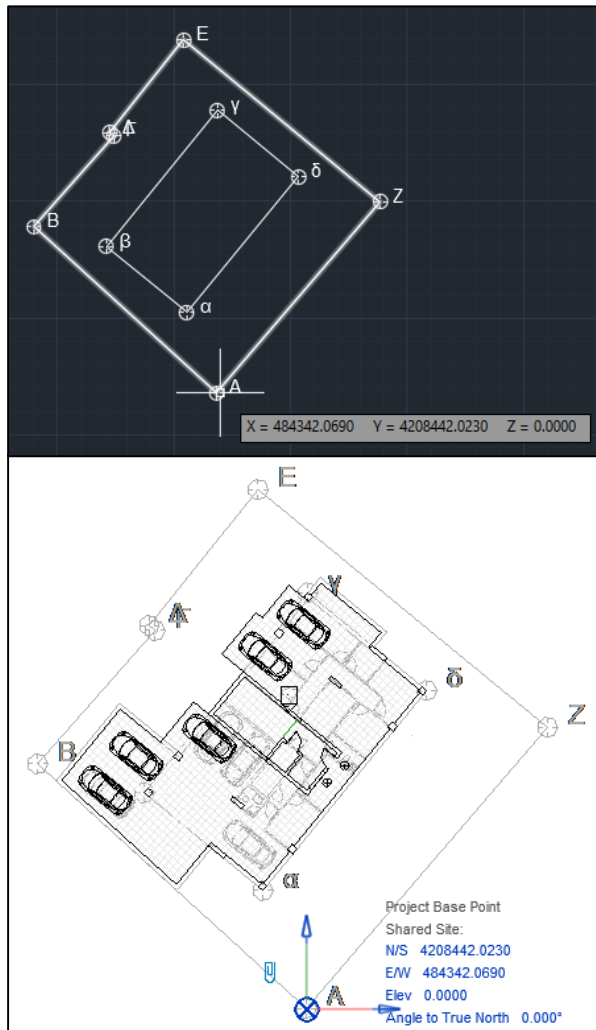 E
γ
δ
Z
B
β
α
A
X = 484342.0690 Y = 4208442.0230 Z = 0.0000
E
γ
δ
Z
B
α
A
Project Base Point
Shared Site:
N/S 4208442.0230
E/W 484342.0690
Elev 0.0000
Angle to True North 0.000°